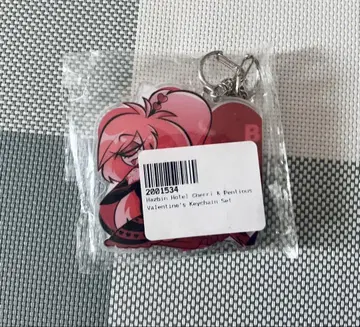 B
2001534
Hazbin Hotel Cherri & Pentious
Valentine's Keychain Set